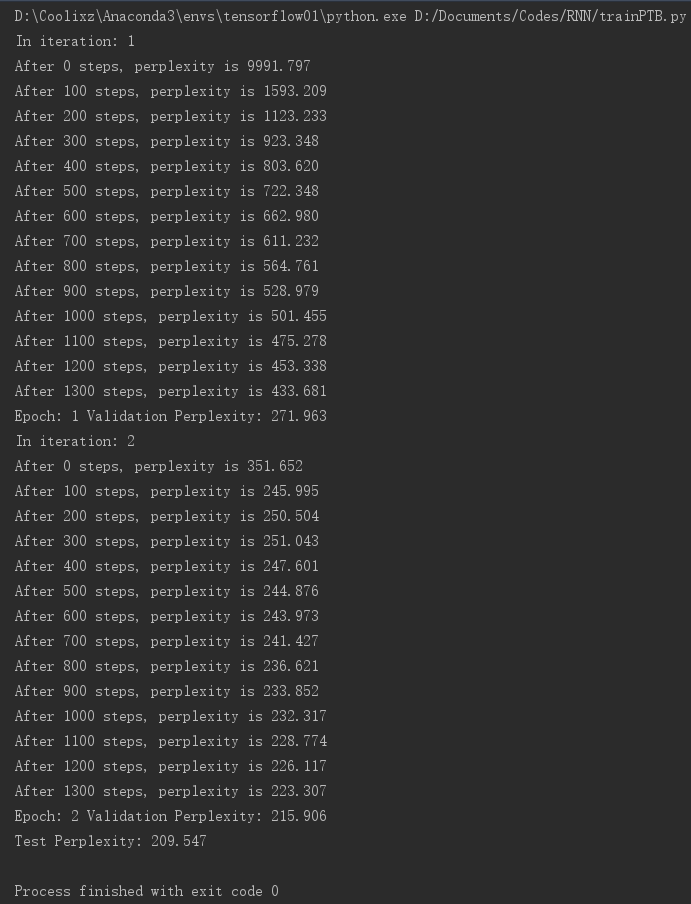 D:\Coolixz\Anaconda3\envs\tensorflow01\python.exe D:/Documents/Codes/RNN/trainPTB.py
In iteration: 1
After 0 steps, perplexity is 9991.797
After 100 steps, perplexity is 1593.209
After 200 steps, perplexity is 1123.233
After 300 steps, perplexity is 923.348
After 400 steps, perplexity is 803.620
After 500 steps, perplexity is 722.348
After 600 steps, perplexity is 662.980
After 700 steps, perplexity is 611.232
After 800 steps, perplexity is 564.761
After 900 steps, perplexity is 528.979
After 1000 steps, perplexity is 501.455
After 1100 steps, perplexity is 475.278
After 1200 steps, perplexity is 453.338
After 1300 steps, perplexity is 433.681
Epoch: 1 Validation Perplexity: 271.963
In iteration: 2
After 0 steps, perplexity is 351.652
After 100 steps, perplexity is 245.995
After 200 steps, perplexity is 250.504
After 300 steps, perplexity is 251.043
After 400 steps, perplexity is 247.601
After 500 steps, perplexity is 244.876
After 600 steps, perplexity is 243.973
After 700 steps, perplexity is 241.427
After 800 steps, perplexity is 236.621
After 900 steps, perplexity is 233.852
After 1000 steps, perplexity is 232.317
After 1100 steps, perplexity is 228.774
After 1200 steps, perplexity is 226.117
After 1300 steps, perplexity is 223.307
Epoch: 2 Validation Perplexity: 215.906
Test Perplexity: 209.547
Process finished with exit code 0